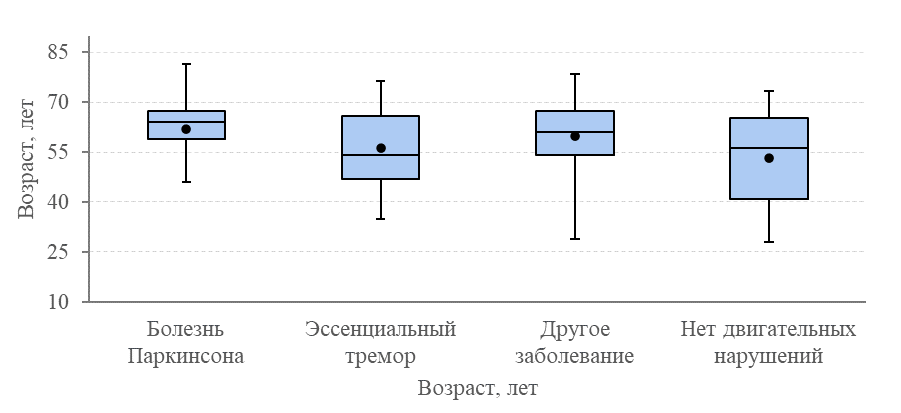 Возраст, лет
85
70
55
40
25
10
Болезнь
Паркинсона
Эссенциальный
тремор
Другое
заболевание
Нет двигательных
нарушений
Возраст, лет